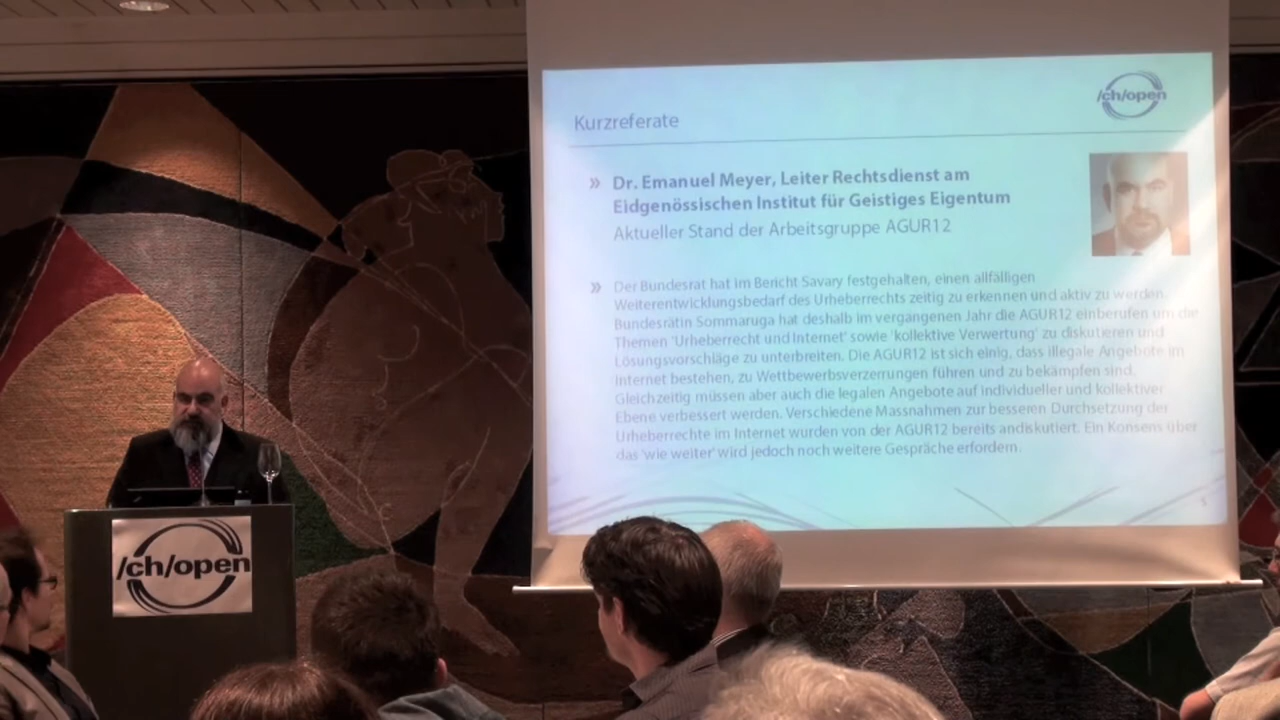 /ch/open
Kurzreferate
» Dr. Emanuel Meyer, Leiter Rechtsdienst am
Eidgenössischen Institut für Geistiges Eigentum
Aktueller Stand der Arbeitsgruppe AGUR12
» Der Bundesrat hat im Bericht Savary festgehalten, einen allfälligen
Weiterentwicklungsbedarf des Urheberrechts zeitig zu erkennen und aktiv zu werden.
Bundesrätin Sommaruga hat deshalb im vergangenen Jahr die AGUR12 einberufen um die
Themen 'Urheberrecht und Internet' sowie 'kollektive Verwertung' zu diskutieren und
Lösungsvorschläge zu unterbreiten. Die AGUR12 ist sich einig, dass illegale Angebote im
Internet bestehen, zu Wettbewerbsverzerrungen führen und zu bekämpfen sind.
Gleichzeitig müssen aber auch die legalen Angebote auf individueller und kollektiver
Ebene verbessert werden. Verschiedene Massnahmen zur besseren Durchsetzung der
Urheberrechte im Internet wurden von der AGUR12 bereits andiskutiert. Ein Konsens über
das 'wie weiter' wird jedoch noch weitere Gespräche erfordern.
/ch/open